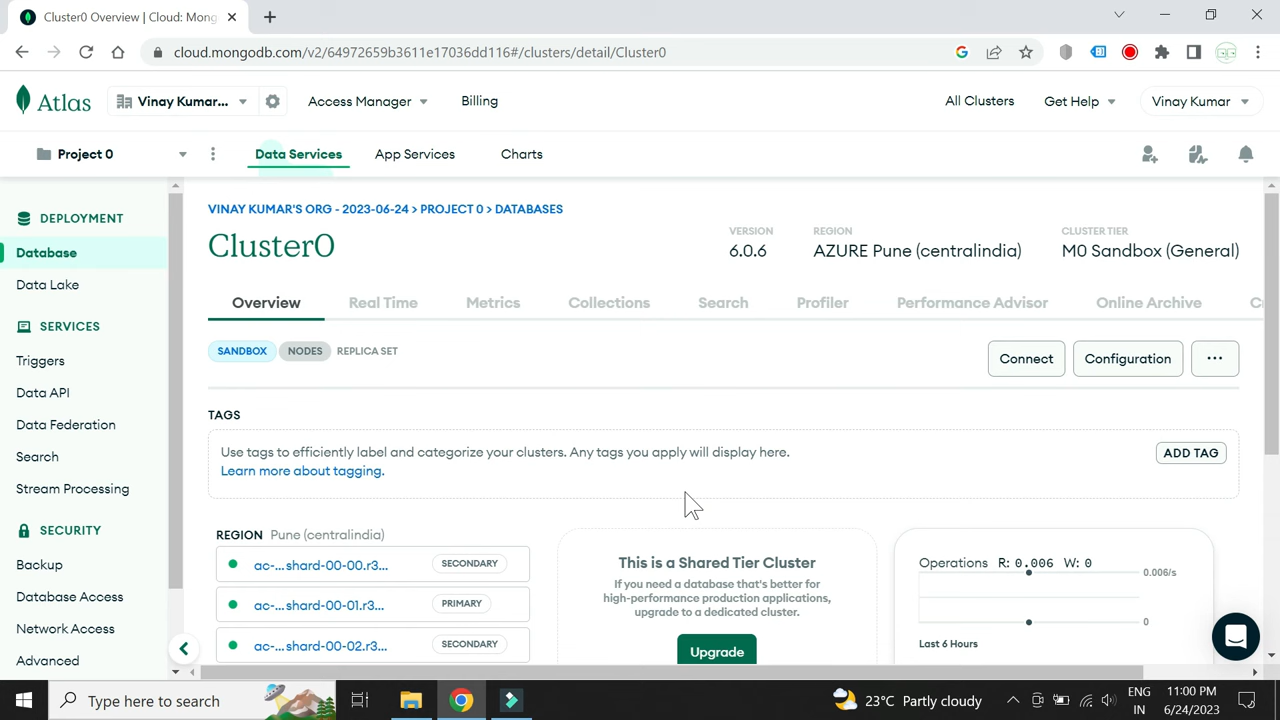 Cluster0 Overview | Cloud: Mong
cloud.mongodb.com/v2/64972659b3611e17036dd116#/clusters/detail/Cluster0
Atlas
Vinay Kumar...
Access Manager
Billing
All Clusters
Get Help
Vinay Kumar
Project 0
Data Services
App Services
Charts
DEPLOYMENT
Database
Data Lake
SERVICES
Triggers
Data API
Data Federation
Search
Stream Processing
SECURITY
Backup
Database Access
Network Access
Advanced
VINAY KUMAR'S ORG - 2023-06-24 > PROJECT 0 > DATABASES
Cluster0
VERSION
6.0.6
REGION
AZURE Pune (centralindia)
CLUSTER TIER
M0 Sandbox (General)
Overview
Real Time
Metrics
Collections
Search
Profiler
Performance Advisor
Online Archive
SANDBOX
NODES
REPLICA SET
Connect
Configuration
...
TAGS
Use tags to efficiently label and categorize your clusters. Any tags you apply will display here.
Learn more about tagging.
ADD TAG
REGION Pune (centralindia)
ac-...shard-00-00.r3...
SECONDARY
ac-...shard-00-01.r3...
PRIMARY
ac-...shard-00-02.r3...
SECONDARY
This is a Shared Tier Cluster
If you need a database that's better for
high-performance production applications,
upgrade to a dedicated cluster.
Upgrade
Operations R: 0.006 W: 0
0.006/s
0
Last 6 Hours
Type here to search
23°C Partly cloudy
ENG
IN
11:00 PM
6/24/2023